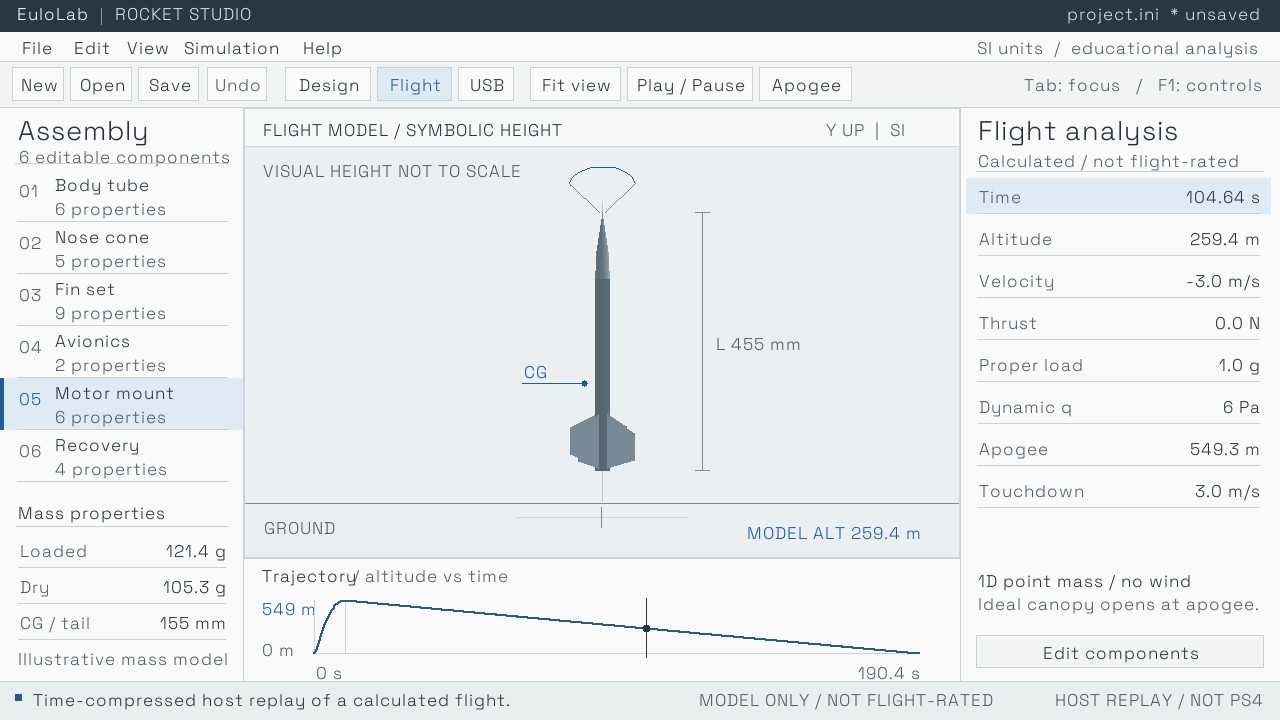 EuloLab | ROCKET STUDIO
project.ini * unsaved
File Edit View Simulation Help
SI units / educational analysis
New Open Save Undo Design Flight USB Fit view Play / Pause Apogee
Tab: focus / F1: controls
Assembly
6 editable components
01 Body tube
6 properties
02 Nose cone
5 properties
03 Fin set
9 properties
04 Avionics
2 properties
05 Motor mount
6 properties
06 Recovery
4 properties
Mass properties
Loaded 121.4 g
Dry 105.3 g
CG / tail 155 mm
Illustrative mass model
FLIGHT MODEL / SYMBOLIC HEIGHT
Y UP | SI
VISUAL HEIGHT NOT TO SCALE
L 455 mm
CG
GROUND
MODEL ALT 259.4 m
Trajectory / altitude vs time
549 m
0 m
0 s
190.4 s
Flight analysis
Calculated / not flight-rated
Time 104.64 s
Altitude 259.4 m
Velocity -3.0 m/s
Thrust 0.0 N
Proper load 1.0 g
Dynamic q 6 Pa
Apogee 549.3 m
Touchdown 3.0 m/s
1D point mass / no wind
Ideal canopy opens at apogee.
Edit components
Time-compressed host replay of a calculated flight.
MODEL ONLY / NOT FLIGHT-RATED
HOST REPLAY / NOT PS4